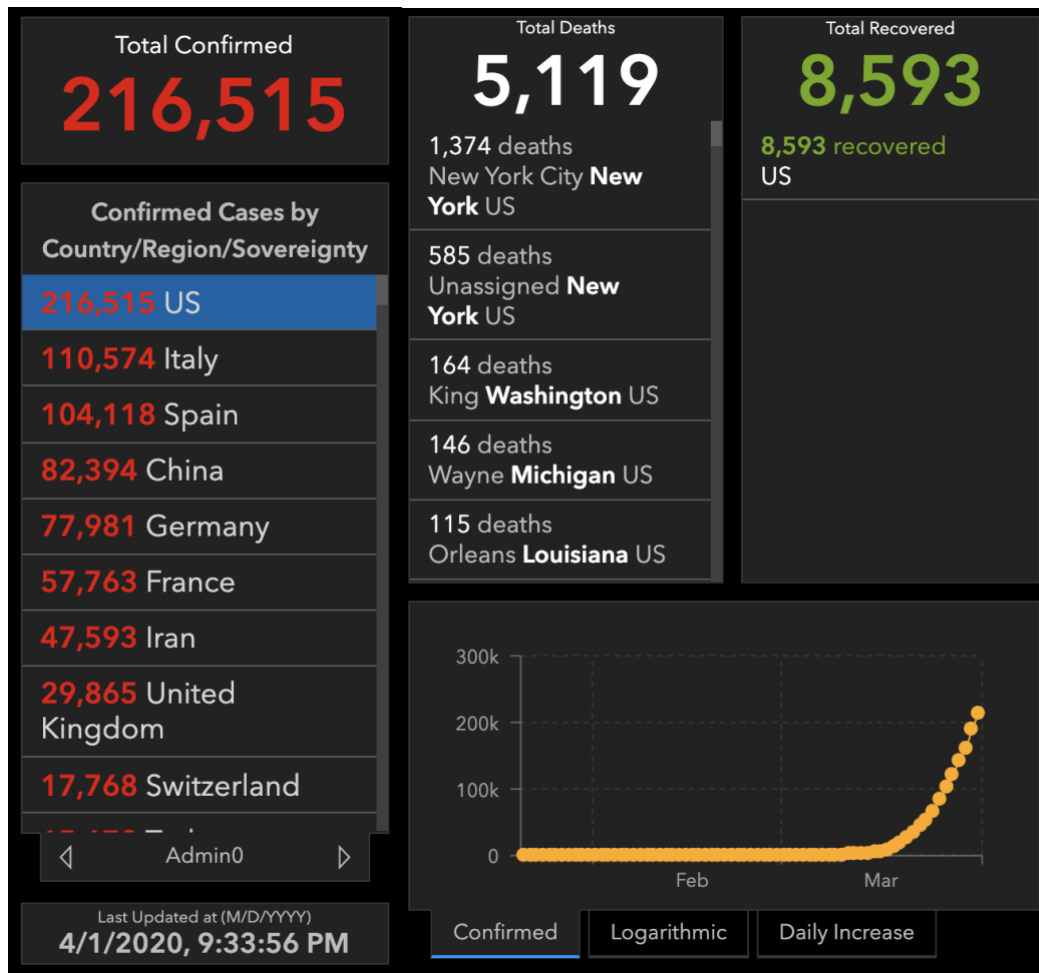 Total Confirmed
216,515
Confirmed Cases by
Country/Region/Sovereignty
216,515 US
110,574 Italy
104,118 Spain
82,394 China
77,981 Germany
57,763 France
47,593 Iran
29,865 United
Kingdom
17,768 Switzerland
Admin0
Last Updated at (M/D/YYYY)
4/1/2020, 9:33:56 PM
Total Deaths
5,119
1,374 deaths
New York City New
York US
585 deaths
Unassigned New
York US
164 deaths
King Washington US
146 deaths
Wayne Michigan US
115 deaths
Orleans Louisiana US
Total Recovered
8,593
8,593 recovered
US
300k
200k
100k
0
Feb
Mar
Confirmed
Logarithmic
Daily Increase